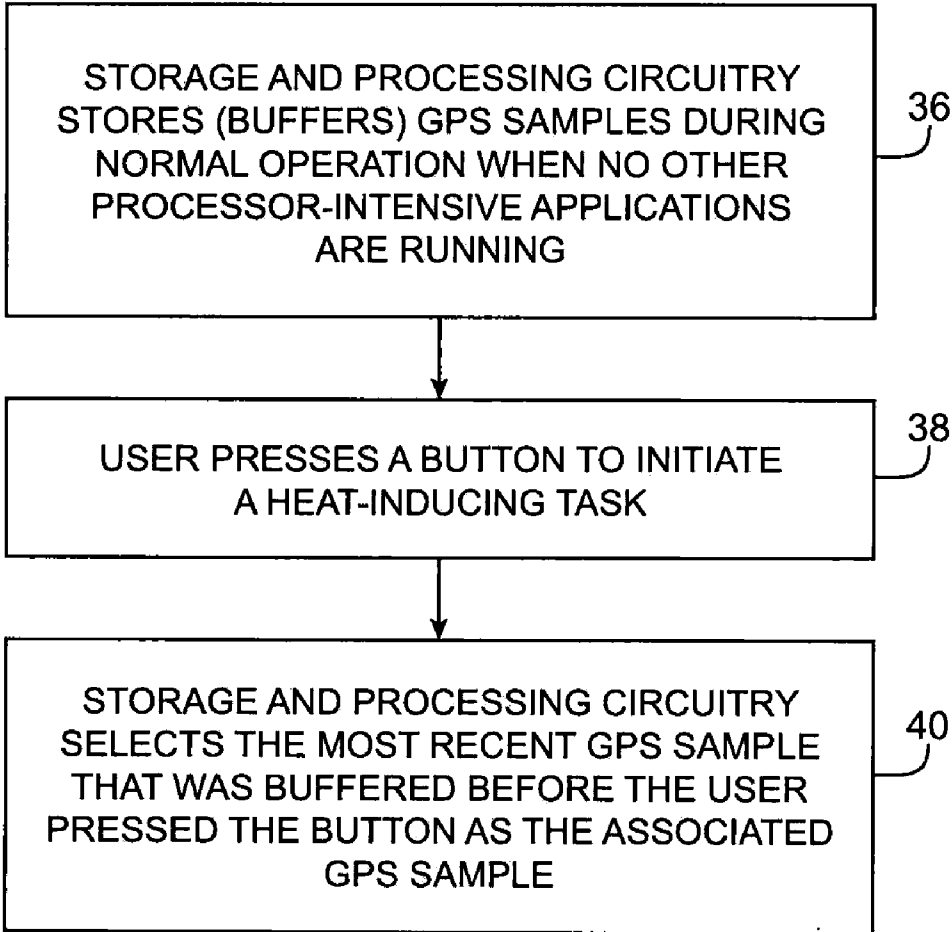 STORAGE AND PROCESSING CIRCUITRY
STORES (BUFFERS) GPS SAMPLES DURING
NORMAL OPERATION WHEN NO OTHER
PROCESSOR-INTENSIVE APPLICATIONS
ARE RUNNING
36
USER PRESSES A BUTTON TO INITIATE
A HEAT-INDUCING TASK
38
STORAGE AND PROCESSING CIRCUITRY
SELECTS THE MOST RECENT GPS SAMPLE
THAT WAS BUFFERED BEFORE THE USER
PRESSED THE BUTTON AS THE ASSOCIATED
GPS SAMPLE
40